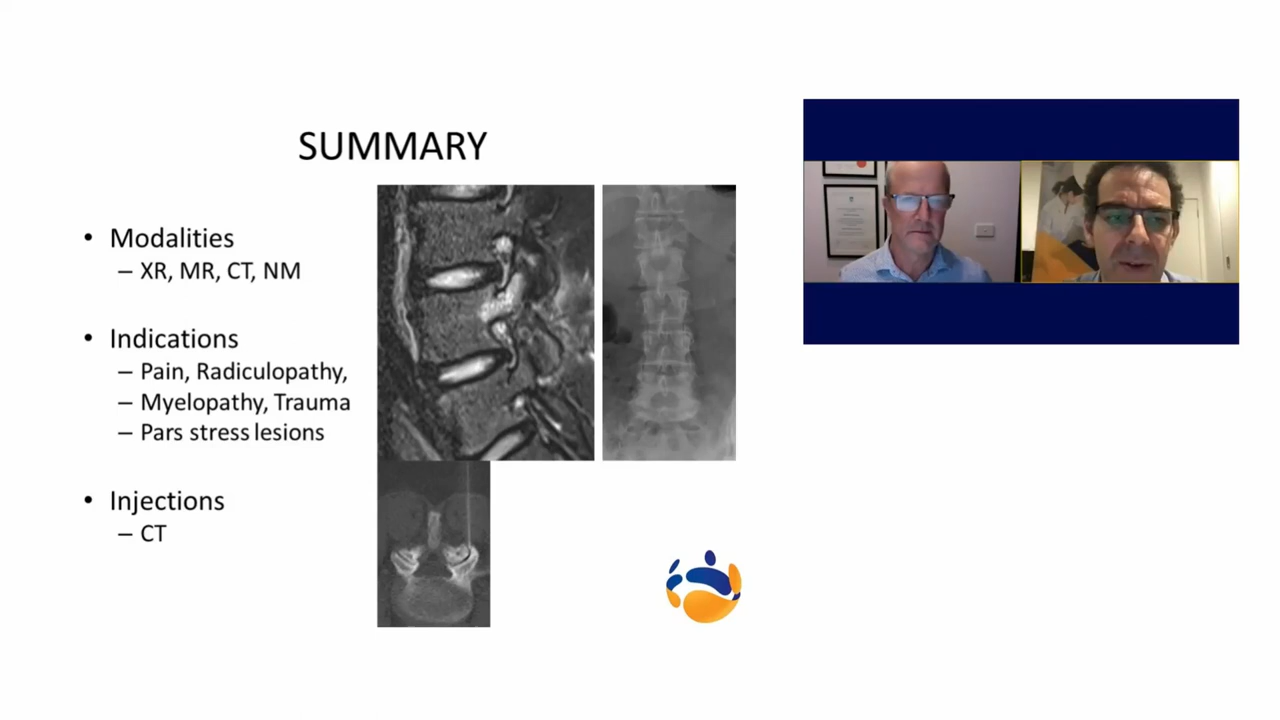 SUMMARY
• Modalities
– XR, MR, CT, NM
• Indications
– Pain, Radiculopathy,
– Myelopathy, Trauma
– Pars stress lesions
• Injections
– CT